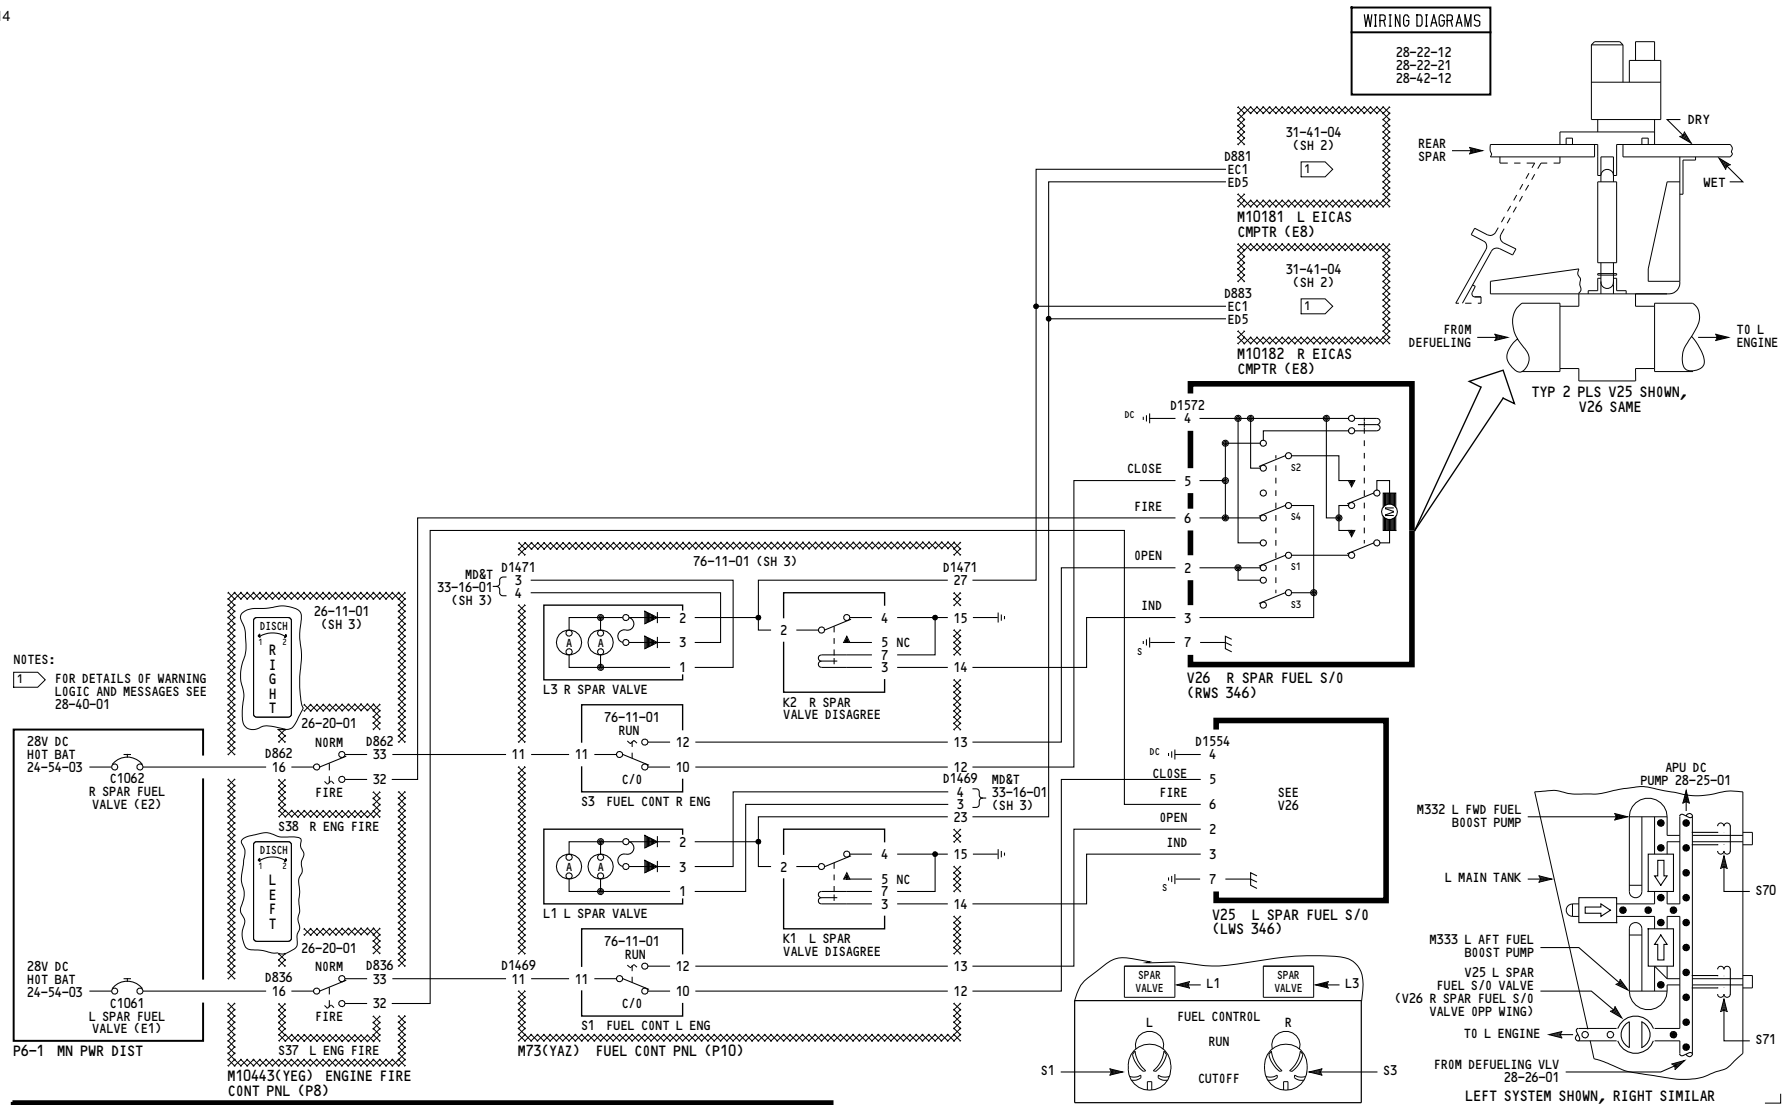 14
WIRING DIAGRAMS
28-22-12
28-22-21
28-42-12
31-41-04
(SH 2)
1
D881
EC1
ED5
M10181 L EICAS
CMPTR (E8)
31-41-04
(SH 2)
1
D883
EC1
ED5
M10182 R EICAS
CMPTR (E8)
REAR
SPAR
DRY
WET
FROM
DEFUELING
TO L
ENGINE
TYP 2 PLS V25 SHOWN,
V26 SAME
D1572
DC
4
CLOSE
5
FIRE
6
OPEN
2
IND
3
S
7
S2
S4
S1
S3
M
V26 R SPAR FUEL S/O
(RWS 346)
D1554
DC
4
CLOSE
5
FIRE
6
OPEN
2
IND
3
S
7
SEE
V26
V25 L SPAR FUEL S/O
(LWS 346)
76-11-01 (SH 3)
D1471
D1471
MD&T
33-16-01
(SH 3)
3
4
27
A
A
2
3
1
L3 R SPAR VALVE
2
4
5 NC
7
3
15
14
K2 R SPAR
VALVE DISAGREE
76-11-01
RUN
11
11
12
10
C/O
13
12
S3 FUEL CONT R ENG
D1469
4
3
MD&T
33-16-01
(SH 3)
23
A
A
2
3
1
L1 L SPAR VALVE
2
4
5 NC
7
3
15
14
K1 L SPAR
VALVE DISAGREE
D1469
76-11-01
RUN
11
11
12
10
C/O
13
12
S1 FUEL CONT L ENG
M73(YAZ) FUEL CONT PNL (P10)
NOTES:
1
FOR DETAILS OF WARNING
LOGIC AND MESSAGES SEE
28-40-01
26-11-01
(SH 3)
DISCH
1 2
RIGHT
26-20-01
D862
NORM
D862
16
33
32
FIRE
S38 R ENG FIRE
DISCH
1 2
LEFT
26-20-01
D836
NORM
D836
16
33
32
FIRE
S37 L ENG FIRE
M10443(YEG) ENGINE FIRE
CONT PNL (P8)
28V DC
HOT BAT
24-54-03
C1062
R SPAR FUEL
VALVE (E2)
28V DC
HOT BAT
24-54-03
C1061
L SPAR FUEL
VALVE (E1)
P6-1 MN PWR DIST
SPAR
VALVE
L1
SPAR
VALVE
L3
FUEL CONTROL
L
R
RUN
CUTOFF
S1
S3
APU DC
PUMP 28-25-01
M332 L FWD FUEL
BOOST PUMP
L MAIN TANK
S70
M333 L AFT FUEL
BOOST PUMP
V25 L SPAR
FUEL S/O VALVE
(V26 R SPAR FUEL S/O
VALVE OPP WING)
TO L ENGINE
S71
FROM DEFUELING VLV
28-26-01
LEFT SYSTEM SHOWN, RIGHT SIMILAR